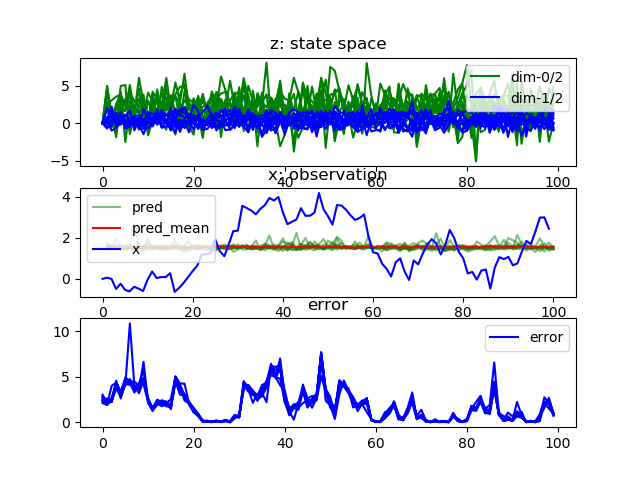 z: state space
5
0
−5
dim-0/2
dim-1/2
0 20 40 60 80 100
x: observation
4
2
0
pred
pred_mean
x
0 20 40 60 80 100
error
10
5
0
error
0 20 40 60 80 100